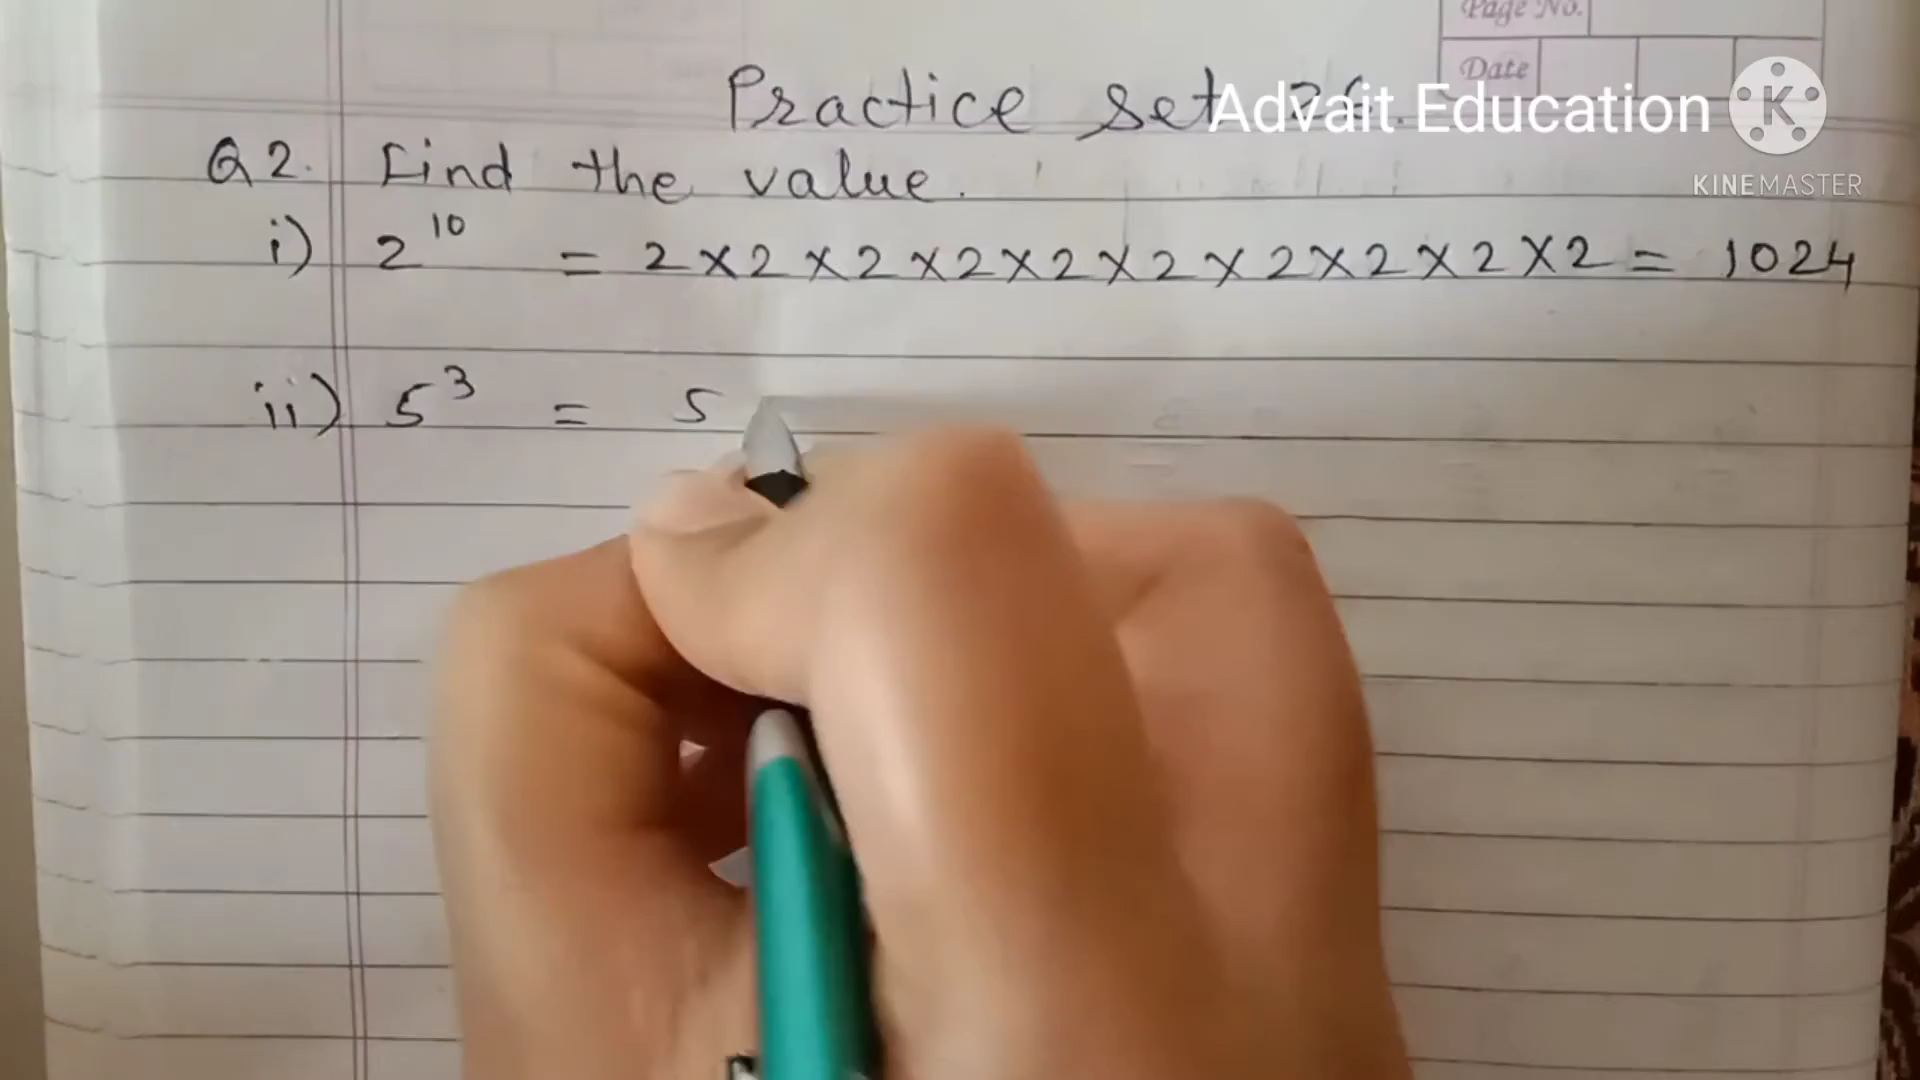 Page No.
Date
Practice set
Advait Education
KINEMASTER
Q2. Find the value.
i) 2^10 = 2×2×2×2×2×2×2×2×2×2 = 1024
ii) 5^3 = 5